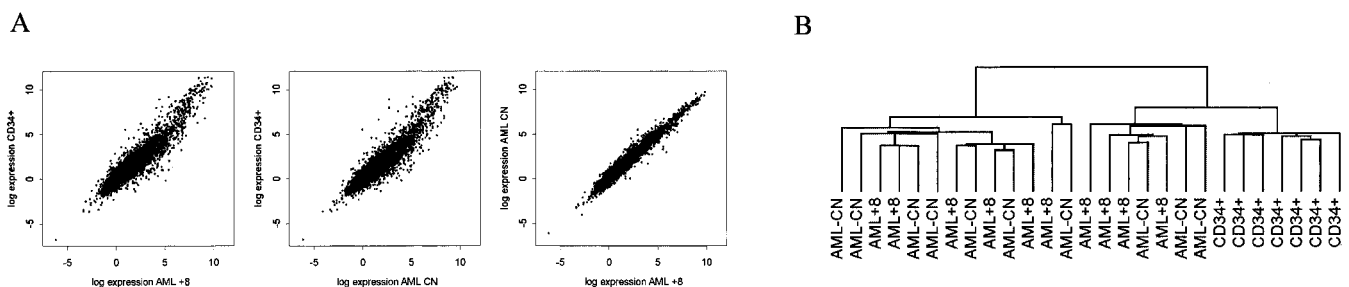 A
B
log expression CD34+
10
5
0
-5
-5
0
5
10
log expression AML +8
log expression CD34+
10
5
0
-5
-5
0
5
10
log expression AML CN
log expression AML CN
10
5
0
-5
-5
0
5
10
log expression AML +8
AML-CN
AML-CN
AML+8
AML+8
AML-CN
AML-CN
AML+8
AML-CN
AML+8
AML-CN
AML+8
AML+8
AML-CN
AML+8
AML+8
AML+8
AML-CN
AML+8
AML-CN
AML-CN
CD34+
CD34+
CD34+
CD34+
CD34+
CD34+
CD34+